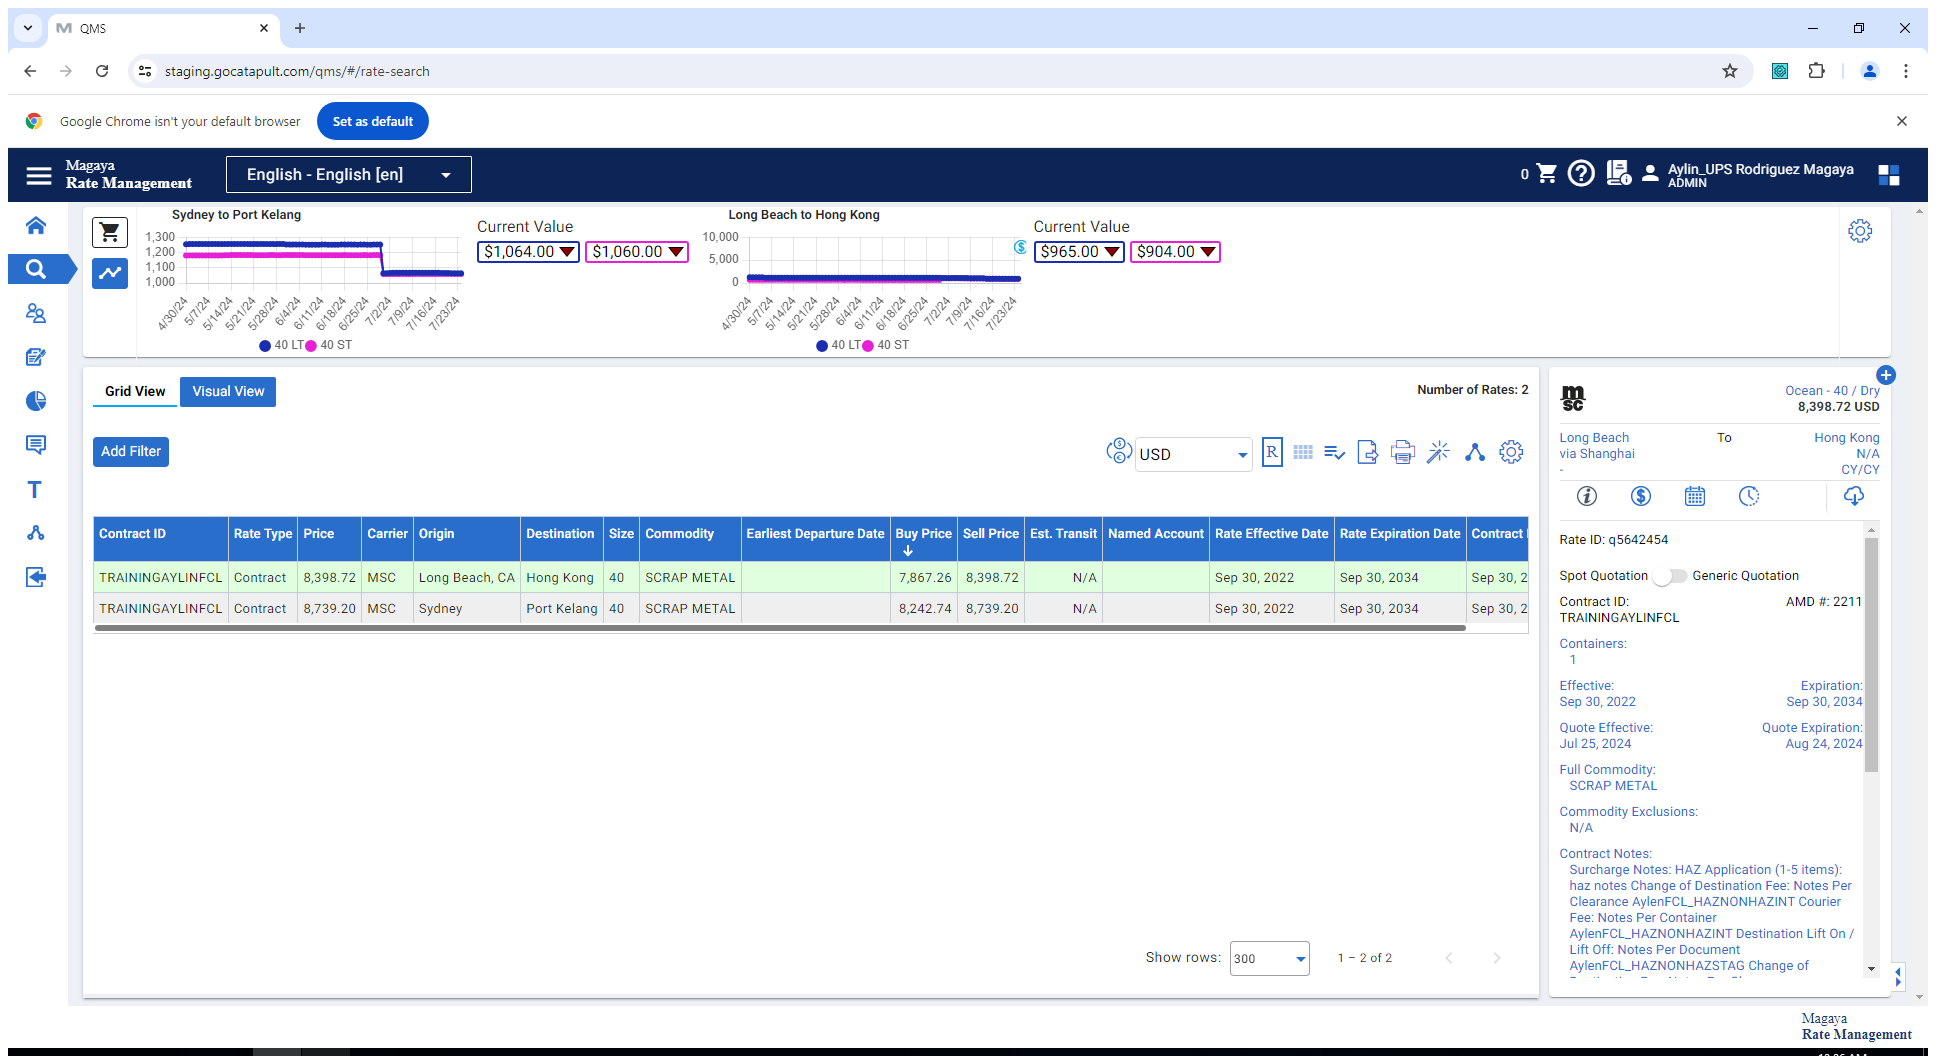 QMS
staging.gocatapult.com/qms/#/rate-search
Google Chrome isn't your default browser
Set as default
Magaya
Rate Management
English - English [en]
0
Aylin_UPS Rodriguez Magaya
ADMIN
Sydney to Port Kelang
1,300
1,200
1,100
1,000
4/30/24
5/7/24
5/14/24
5/21/24
5/28/24
6/4/24
6/11/24
6/18/24
6/25/24
7/2/24
7/9/24
7/16/24
7/23/24
40 LT 40 ST
Current Value
$1,064.00 $1,060.00
Long Beach to Hong Kong
10,000
5,000
0
4/30/24
5/7/24
5/14/24
5/21/24
5/28/24
6/4/24
6/11/24
6/18/24
6/25/24
7/2/24
7/9/24
7/16/24
7/23/24
40 LT 40 ST
Current Value
$965.00 $904.00
Grid View Visual View
Number of Rates: 2
Add Filter
USD
R
Contract ID Rate Type Price Carrier Origin Destination Size Commodity Earliest Departure Date Buy Price Sell Price Est. Transit Named Account Rate Effective Date Rate Expiration Date Contract
TRAININGAYLINFCL Contract 8,398.72 MSC Long Beach, CA Hong Kong 40 SCRAP METAL 7,867.26 8,398.72 N/A Sep 30, 2022 Sep 30, 2034 Sep 30, 2
TRAININGAYLINFCL Contract 8,739.20 MSC Sydney Port Kelang 40 SCRAP METAL 8,242.74 8,739.20 N/A Sep 30, 2022 Sep 30, 2034 Sep 30, 2
Show rows: 300 1 – 2 of 2
msc
Ocean - 40 / Dry
8,398.72 USD
Long Beach To Hong Kong
via Shanghai N/A
- CY/CY
Rate ID: q5642454
Spot Quotation Generic Quotation
Contract ID: AMD #: 2211
TRAININGAYLINFCL
Containers:
1
Effective: Expiration:
Sep 30, 2022 Sep 30, 2034
Quote Effective: Quote Expiration:
Jul 25, 2024 Aug 24, 2024
Full Commodity:
SCRAP METAL
Commodity Exclusions:
N/A
Contract Notes:
Surcharge Notes: HAZ Application (1-5 items):
haz notes Change of Destination Fee: Notes Per
Clearance AylenFCL_HAZNONHAZINT Courier
Fee: Notes Per Container
AylenFCL_HAZNONHAZINT Destination Lift On /
Lift Off: Notes Per Document
AylenFCL_HAZNONHAZSTAG Change of
Magaya
Rate Management